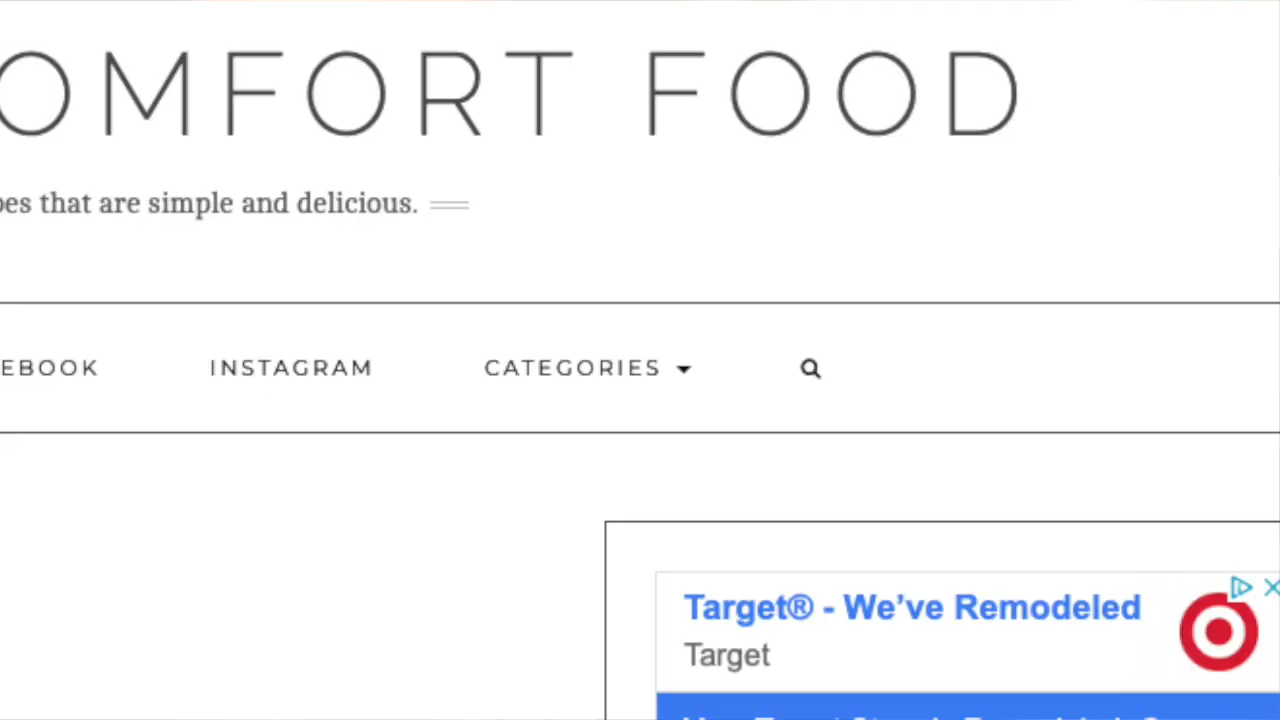 OMFORT FOOD
pes that are simple and delicious.
EBOOK INSTAGRAM CATEGORIES
Target® - We’ve Remodeled
Target